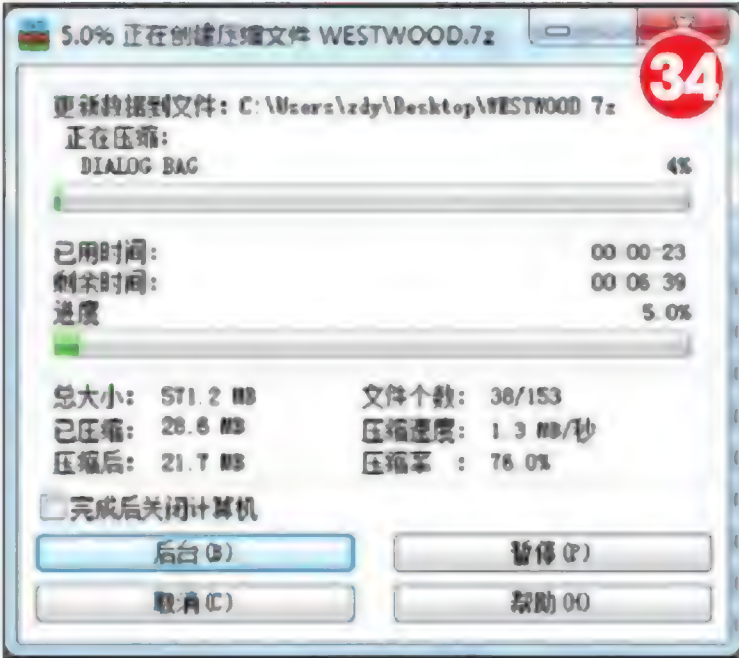 5.0% 正在创建压缩文件 WESTWOOD.7z
34
更新数据到文件: C:\Users\zdy\Desktop\WESTWOOD 7z
正在压缩:
DIALOG BAG 4%
已用时间: 00 00 23
剩余时间: 00 06 39
进度 5.0%
总大小: 571.2 MB 文件个数: 38/153
已压缩: 28.6 MB 压缩速度: 1.3 MB/秒
压缩后: 21.7 MB 压缩率 : 76.0%
完成后关闭计算机
后台(B) 暂停(P)
取消(C) 帮助(H)